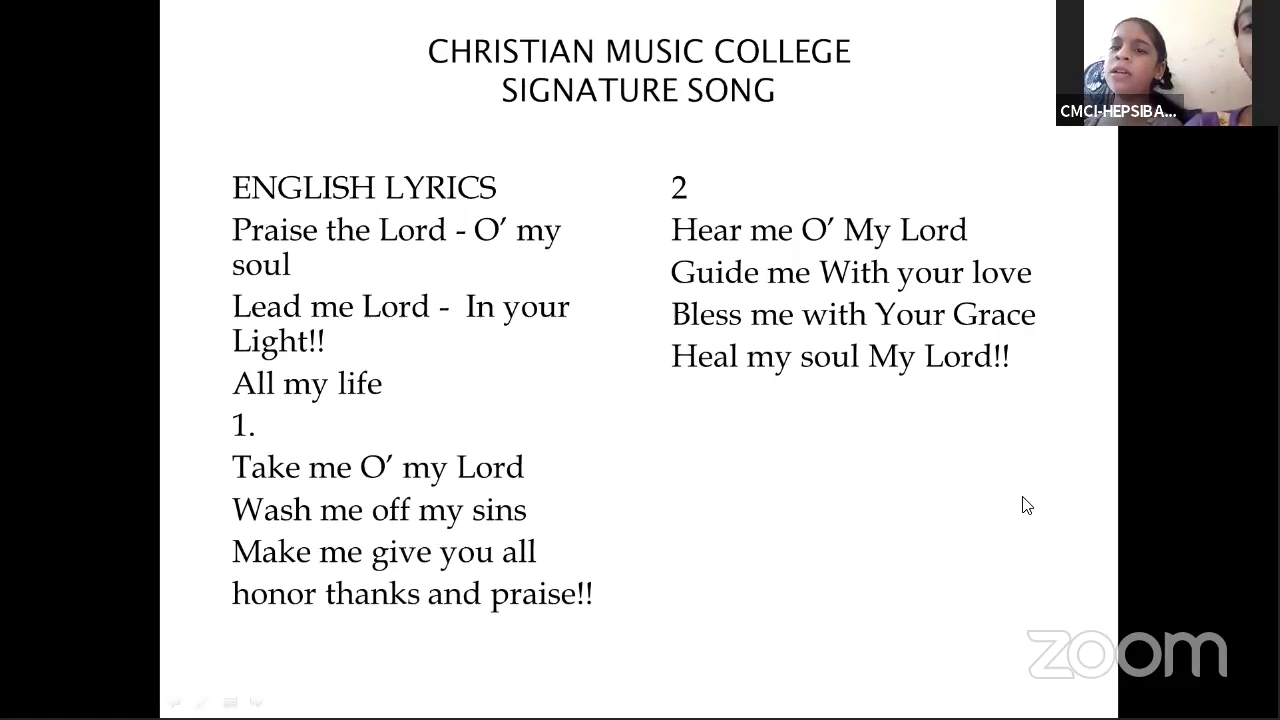 CHRISTIAN MUSIC COLLEGE
SIGNATURE SONG
CMCI-HEPSIBA...
ENGLISH LYRICS
Praise the Lord - O’ my
soul
Lead me Lord -  In your
Light!!
All my life
1.
Take me O’ my Lord
Wash me off my sins
Make me give you all
honor thanks and praise!!
2
Hear me O’ My Lord
Guide me With your love
Bless me with Your Grace
Heal my soul My Lord!!
zoom